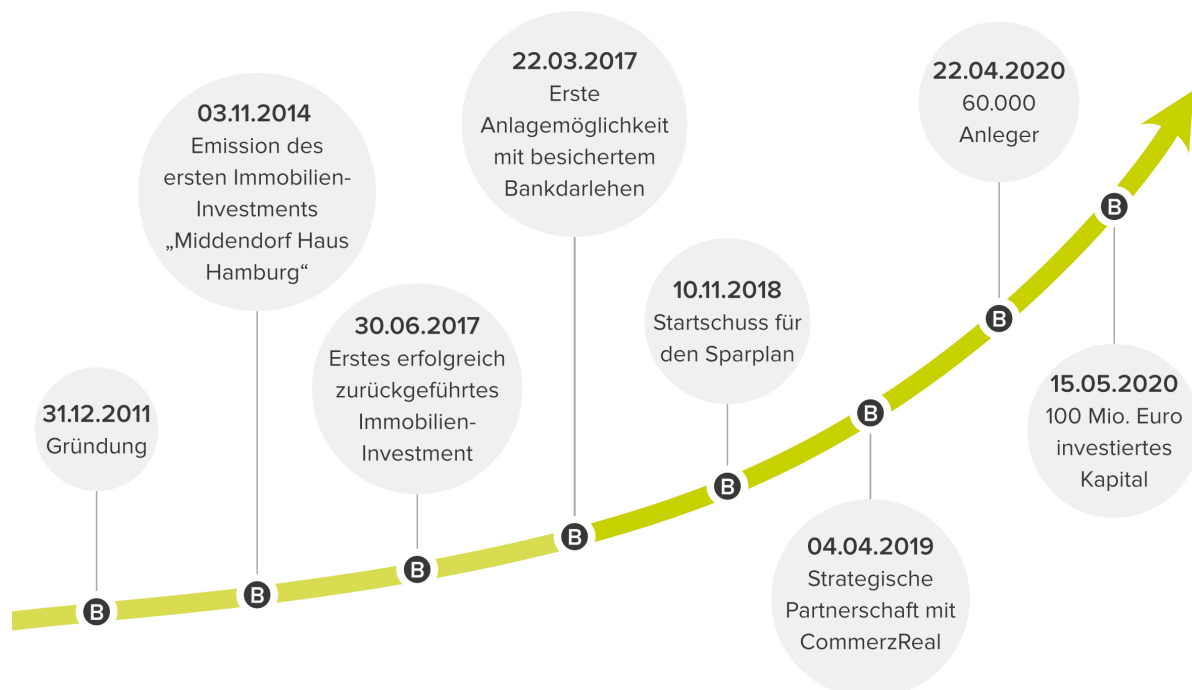 31.12.2011
Gründung
03.11.2014
Emission des
ersten Immobilien-
Investments
„Middendorf Haus
Hamburg“
30.06.2017
Erstes erfolgreich
zurückgeführtes
Immobilien-
Investment
22.03.2017
Erste
Anlagemöglichkeit
mit besichertem
Bankdarlehen
10.11.2018
Startschuss für
den Sparplan
04.04.2019
Strategische
Partnerschaft mit
CommerzReal
22.04.2020
60.000
Anleger
15.05.2020
100 Mio. Euro
investiertes
Kapital
B
B
B
B
B
B
B
B